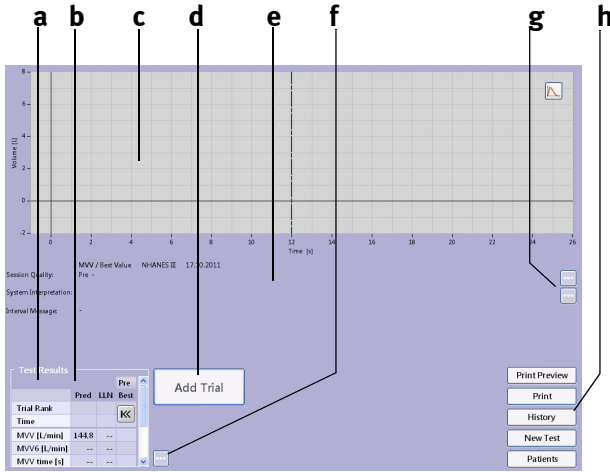 a b c d e f g h
8
6
4
2
0
-2
Volume [L]
0 2 4 6 8 10 12 14 16 18 20 22 24 26
Time [s]
MVV / Best Value NHANES III 17.10.2011
Session Quality: Pre -
System Interpretation:
Interval Message: -
Test Results
Pre
Pred LLN Best
Trial Rank
Time
MVV [L/min] 144.8 --
MVV6 [L/min] -- --
MVV time [s] -- --
Add Trial
Print Preview
Print
History
New Test
Patients